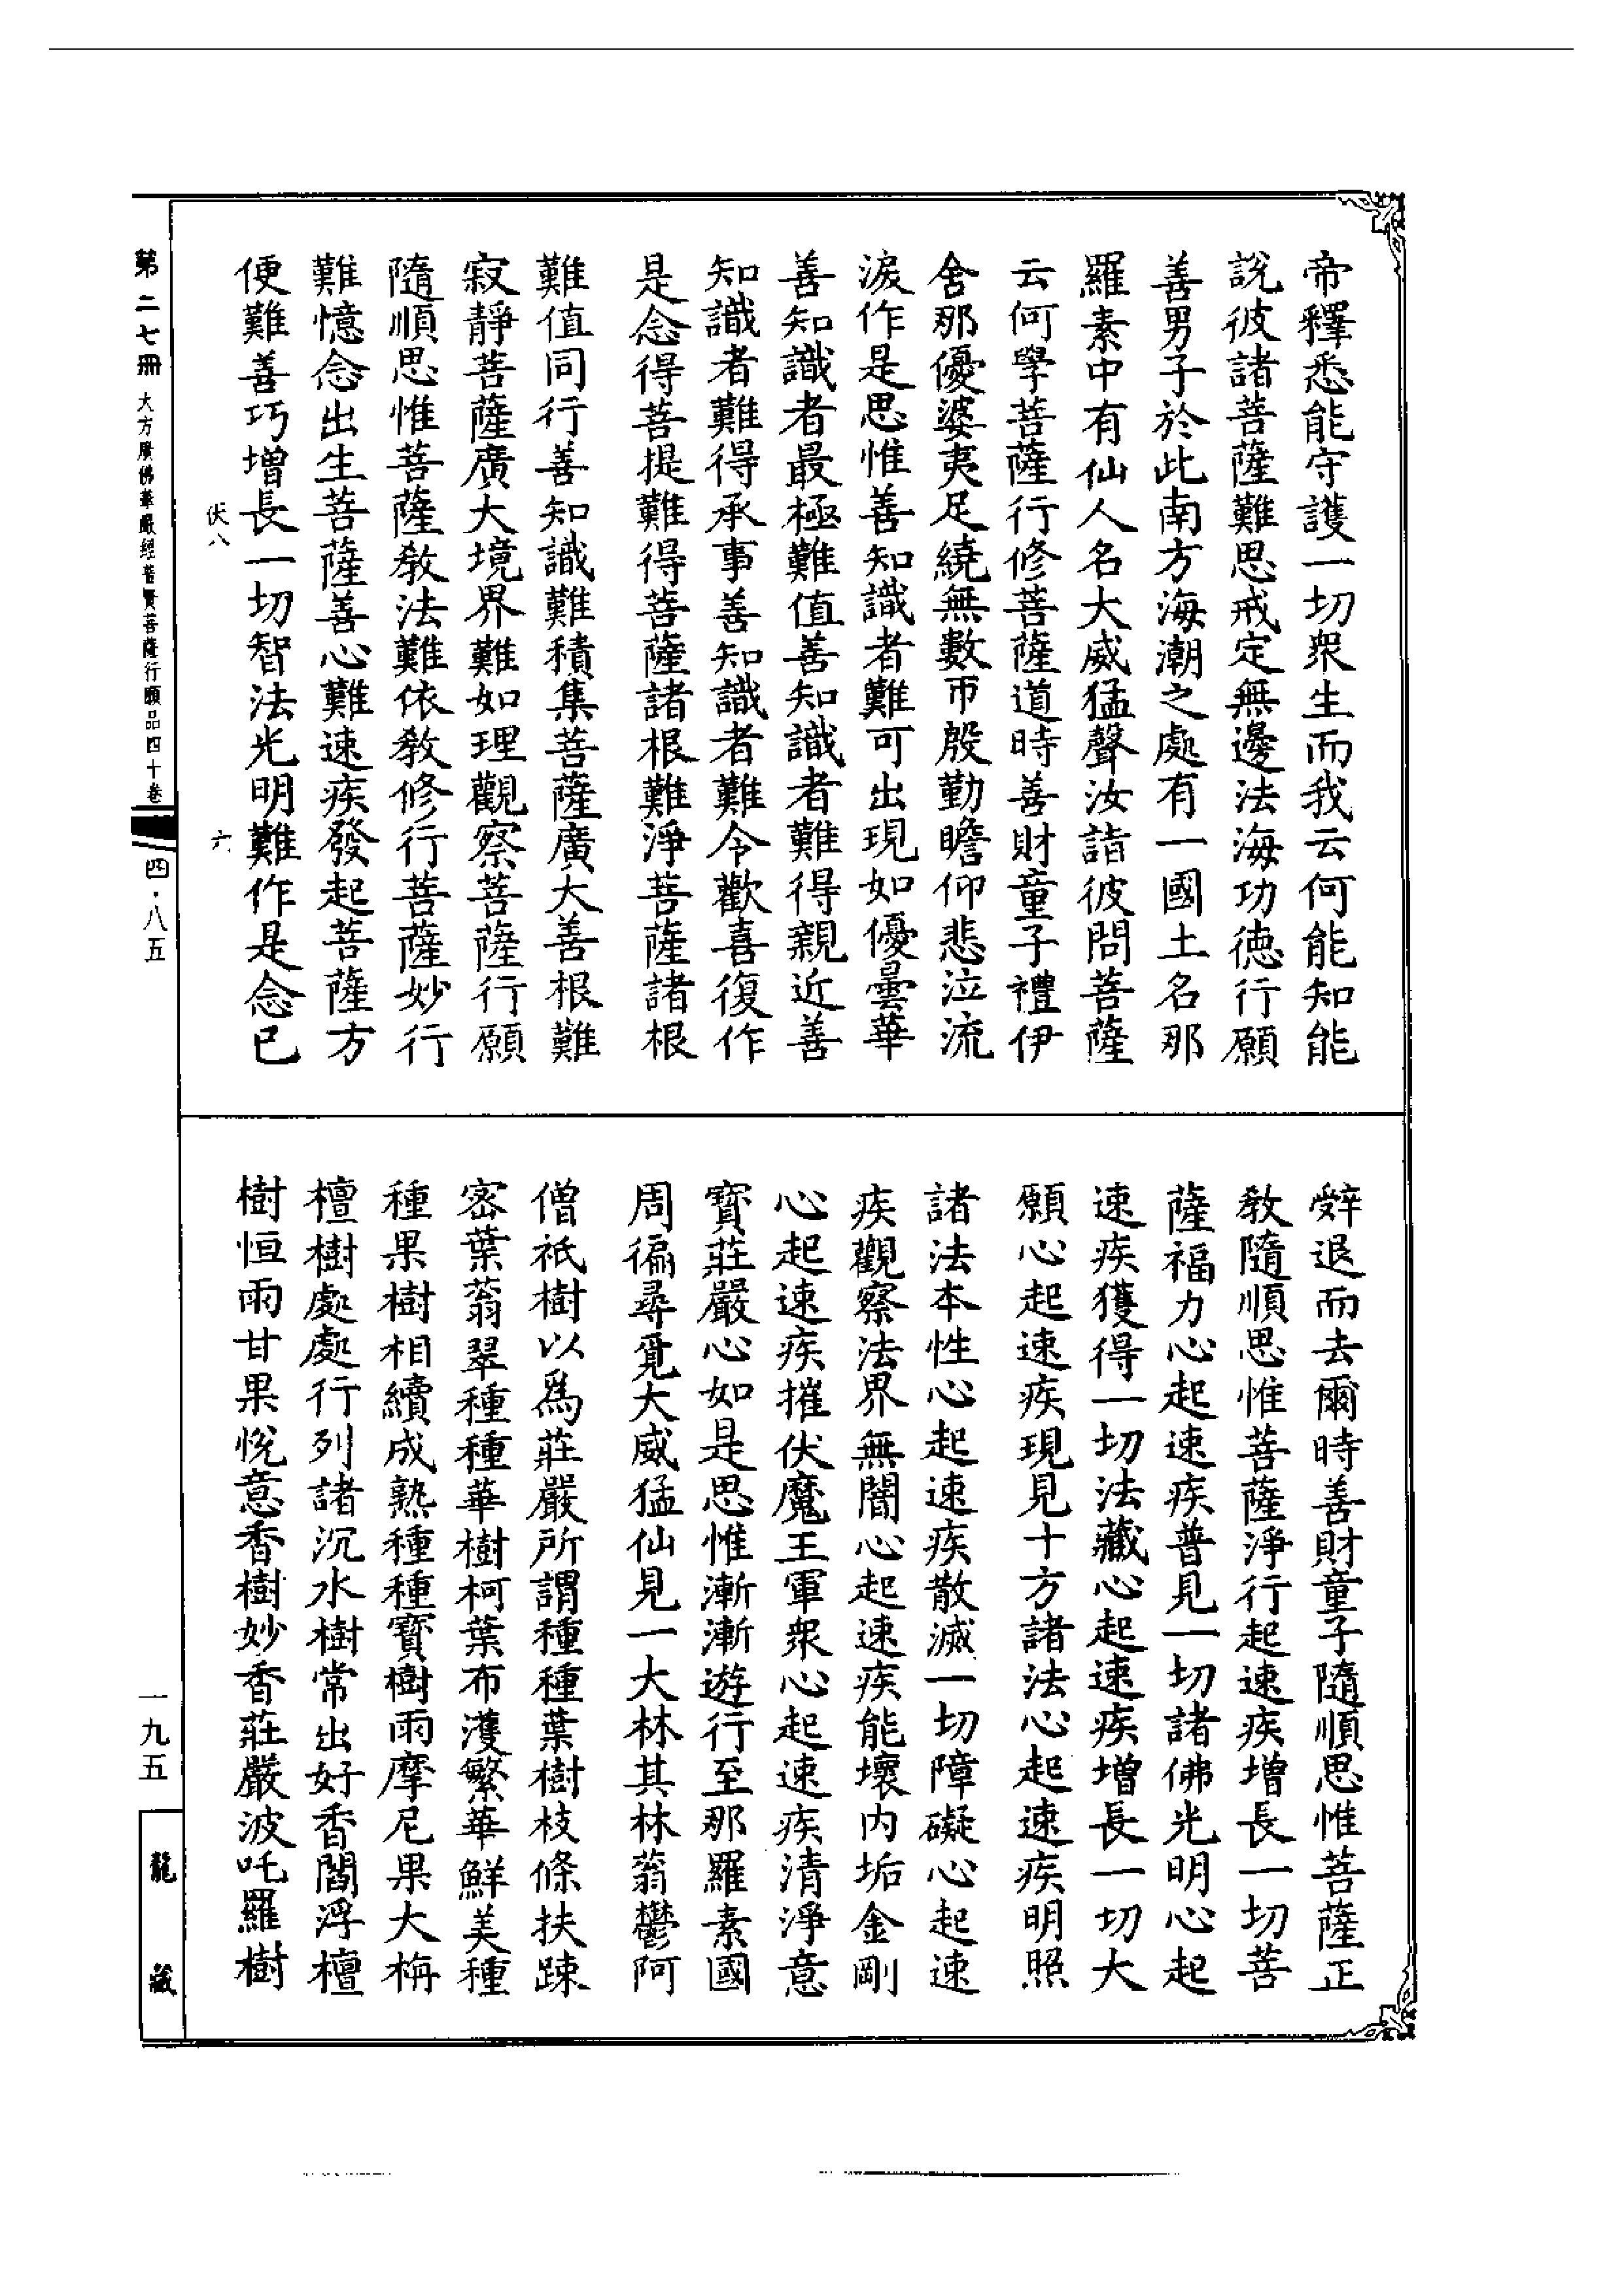 帝釋悉能守護一切衆生而我云何能知能
說彼諸菩薩難思戒定無邊法海功德行願
善男子於此南方海潮之處有一國土名那
羅素中有仙人名大威猛聲汝詣彼問菩薩
云何學菩薩行修菩薩道時善財童子禮伊
舍那優婆夷足繞無數帀殷勤瞻仰悲泣流
淚作是思惟善知識者難可出現如優曇華
善知識者最極難值善知識者難得親近善
知識者難得承事善知識者難令歡喜復作
是念得菩提難得菩薩諸根難淨菩薩諸根
難值同行善知識難積集菩薩廣大善根難
寂靜菩薩廣大境界難如理觀察菩薩行願
隨順思惟菩薩教法難依教修行菩薩妙行
難憶念出生菩薩善心難速疾發起菩薩方
便難善巧增長一切智法光明難作是念已
伏八 六
辭退而去爾時善財童子隨順思惟菩薩正
教隨順思惟菩薩淨行起速疾增長一切菩
薩福力心起速疾普見一切諸佛光明心起
速疾獲得一切法藏心起速疾增長一切大
願心起速疾現見十方諸法心起速疾明照
諸法本性心起速疾散滅一切障礙心起速
疾觀察法界無闇心起速疾能壞內垢金剛
心起速疾摧伏魔王軍衆心起速疾清淨意
寶莊嚴心如是思惟漸漸遊行至那羅素國
周徧尋覓大威猛仙見一大林其林蓊鬱阿
僧祇樹以爲莊嚴所謂種種葉樹枝條扶踈
密葉蓊翠種種華樹柯葉布濩繁華鮮美種
種果樹相續成熟種種寶樹雨摩尼果大栴
檀樹處處行列諸沉水樹常出好香閻浮檀
樹恒雨甘果悅意香樹妙香莊嚴波吒羅樹
第二七冊 大方廣佛華嚴經普賢菩薩行願品四十卷 四·八五
一九五
龍藏